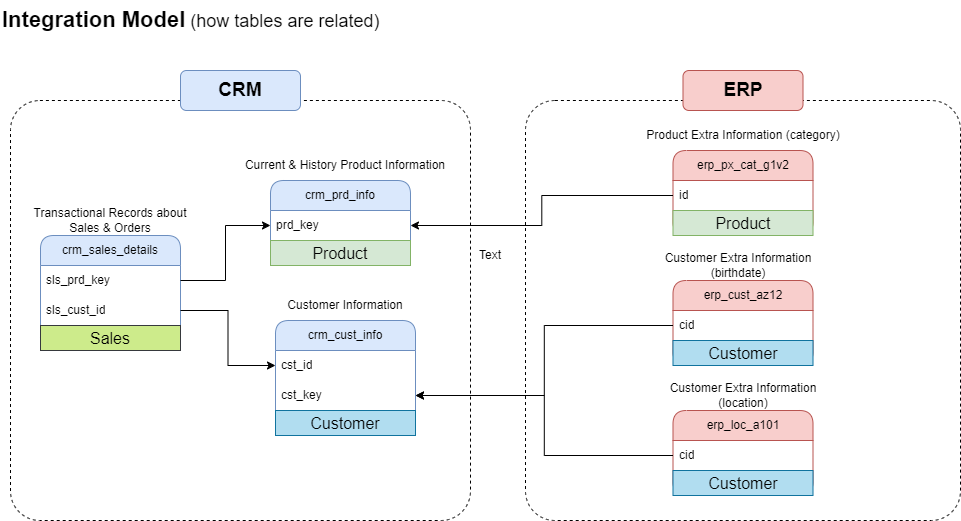 Integration Model (how tables are related)
CRM
ERP
Current & History Product Information
crm_prd_info
prd_key
Product
Transactional Records about
Sales & Orders
crm_sales_details
sls_prd_key
sls_cust_id
Sales
Customer Information
crm_cust_info
cst_id
cst_key
Customer
Text
Product Extra Information (category)
erp_px_cat_g1v2
id
Product
Customer Extra Information
(birthdate)
erp_cust_az12
cid
Customer
Customer Extra Information
(location)
erp_loc_a101
cid
Customer